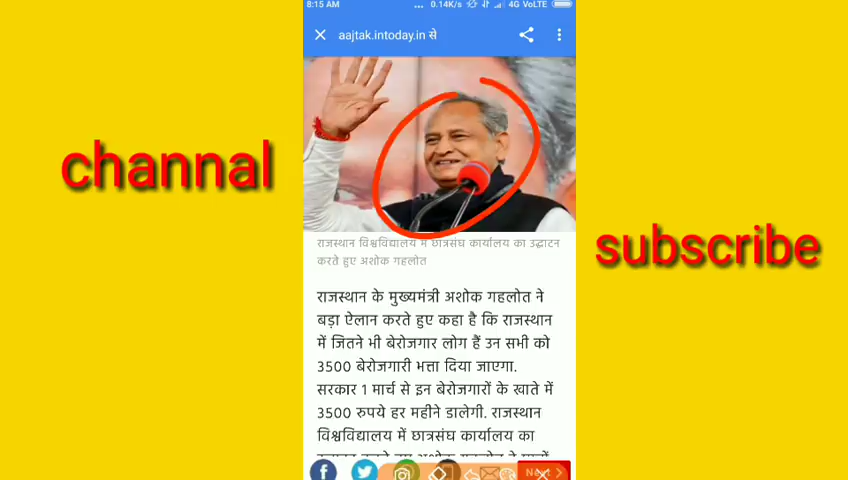 8:15 AM
... 0.14K/s 4G VoLTE
aajtak.intoday.in से
channal
subscribe
राजस्थान विश्वविद्यालय में छात्रसंघ कार्यालय का उद्घाटन
करते हुए अशोक गहलोत
राजस्थान के मुख्यमंत्री अशोक गहलोत ने
बड़ा ऐलान करते हुए कहा है कि राजस्थान
में जितने भी बेरोजगार लोग हैं उन सभी को
3500 बेरोजगारी भत्ता दिया जाएगा.
सरकार 1 मार्च से इन बेरोजगारों के खाते में
3500 रुपये हर महीने डालेगी. राजस्थान
विश्वविद्यालय में छात्रसंघ कार्यालय का
Next